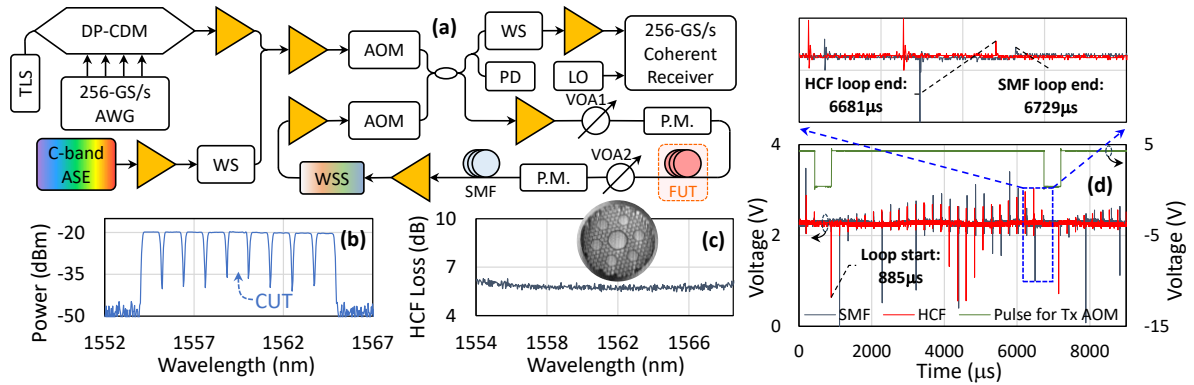 (a)
TLS
DP-CDM
256-GS/s
AWG
C-band
ASE
WS
AOM
AOM
WS
PD
LO
256-GS/s
Coherent
Receiver
VOA1
P.M.
VOA2
P.M.
FUT
SMF
WSS
(b)
Power (dBm)
-20
-35
-50
CUT
1552
1557
1562
1567
Wavelength (nm)
(c)
HCF Loss (dB)
10
8
7
6
4
1554
1558
1562
1566
Wavelength (nm)
HCF loop end:
6681μs
SMF loop end:
6729μs
(d)
Voltage (V)
4
2
0
Loop start:
885μs
SMF
HCF
Pulse for Tx AOM
0
2000
4000
6000
8000
Time (μs)
5
-5
-15
Voltage (V)